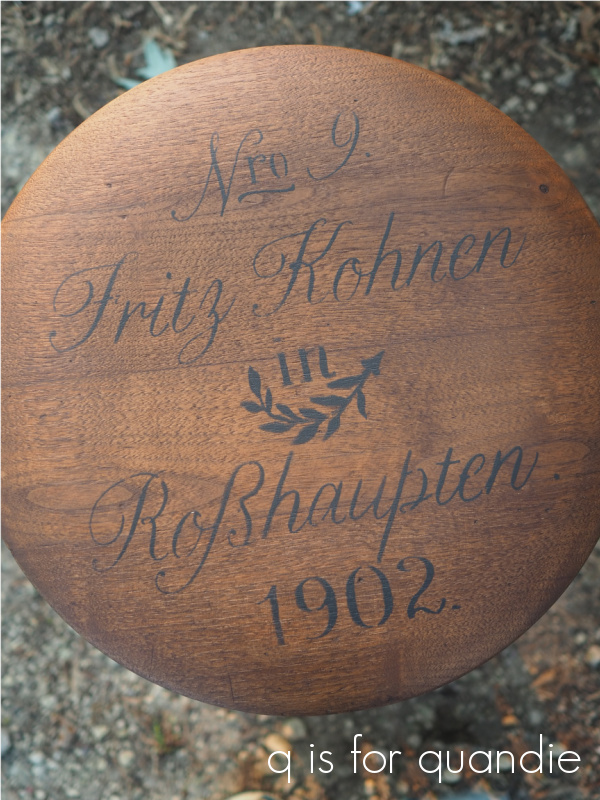 Nro 9.
Fritz Kohnen
in
Roßhaupten.
1902.
q is for quandie